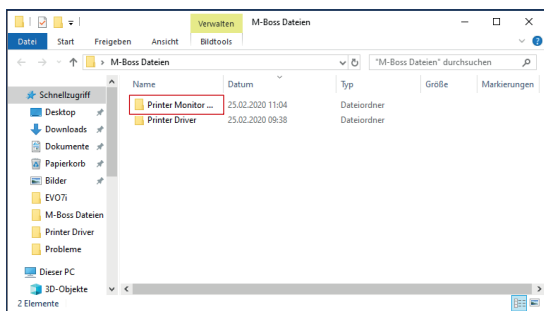 Verwalten M-Boss Dateien
Datei Start Freigeben Ansicht Bildtools
M-Boss Dateien "M-Boss Dateien" durchsuchen
Name Datum Typ Größe Markierungen
Schnellzugriff
Printer Monitor ... 25.02.2020 11:04 Dateiordner
Desktop
Printer Driver 25.02.2020 09:38 Dateiordner
Downloads
Dokumente
Papierkorb
Bilder
EVO7i
M-Boss Dateien
Printer Driver
Probleme
Dieser PC
3D-Objekte
2 Elemente